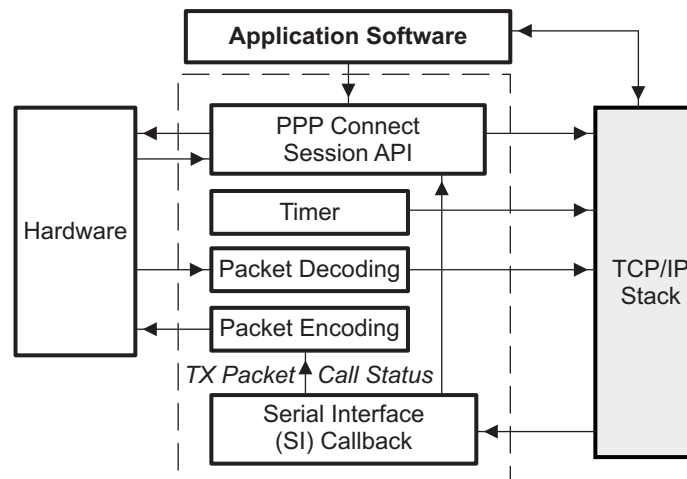 Application Software
PPP Connect
Session API
Timer
Hardware
Packet Decoding
TCP/IP
Stack
Packet Encoding
TX Packet
Call Status
Serial Interface
(SI) Callback